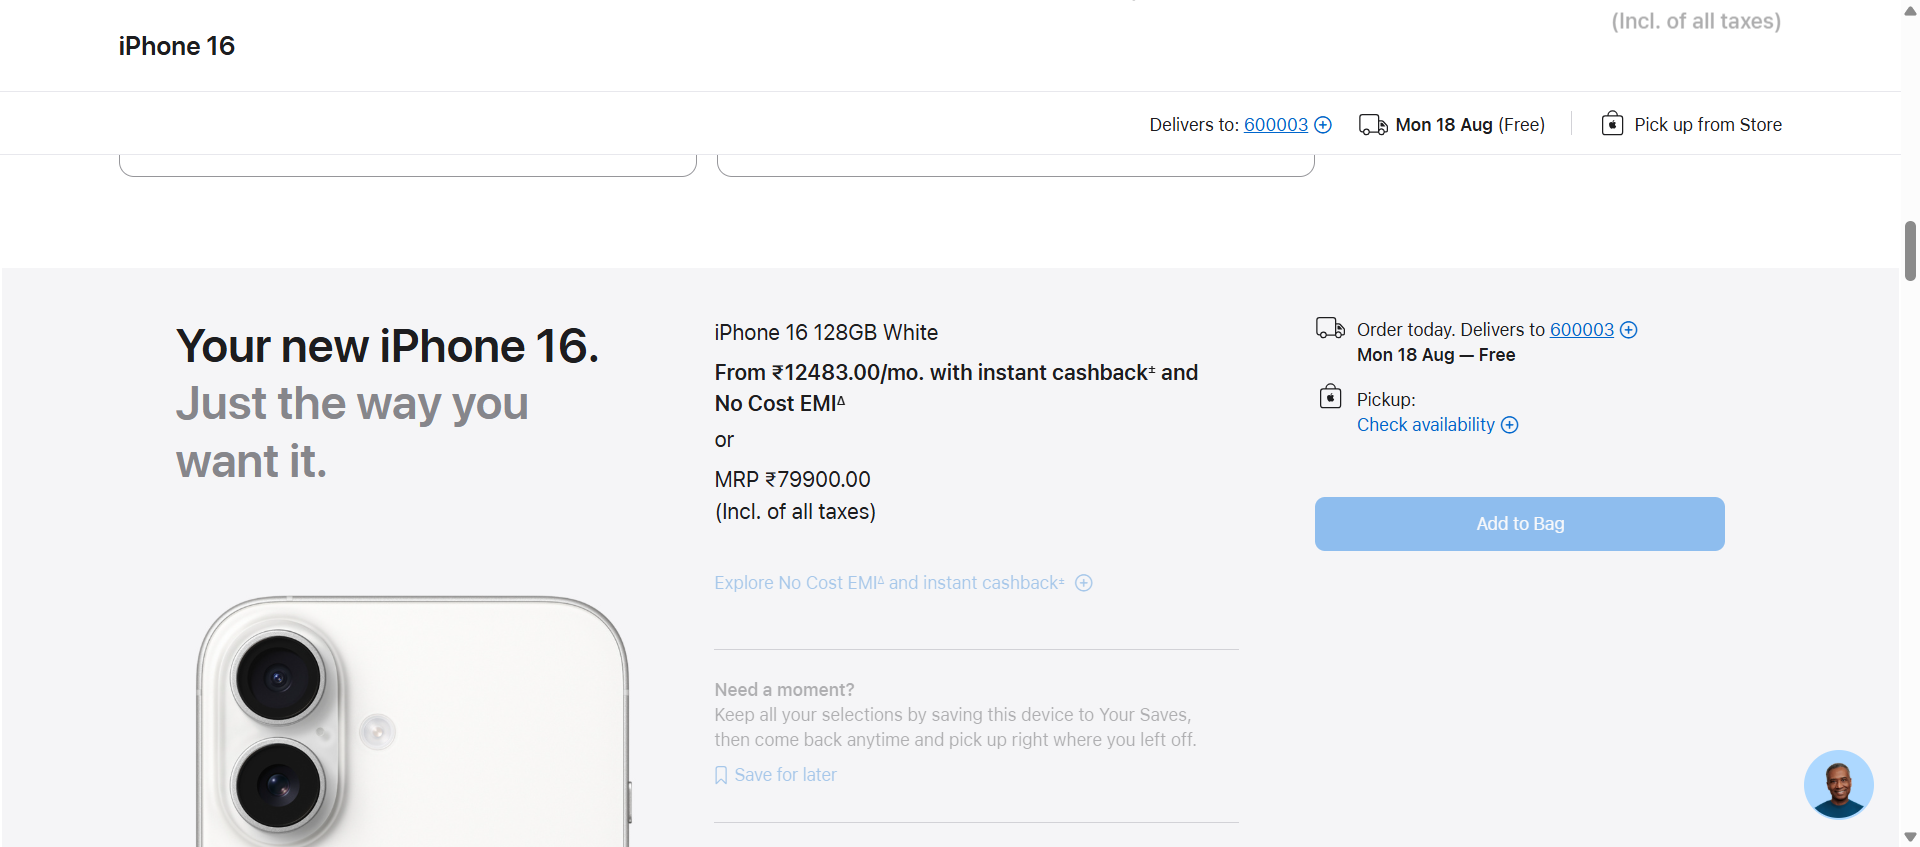 (Incl. of all taxes)
iPhone 16
Delivers to: 600003
Mon 18 Aug (Free)
Pick up from Store
Your new iPhone 16.
Just the way you
want it.
iPhone 16 128GB White
From ₹12483.00/mo. with instant cashback± and
No Cost EMI∆
or
MRP ₹79900.00
(Incl. of all taxes)
Explore No Cost EMI∆ and instant cashback±
Need a moment?
Keep all your selections by saving this device to Your Saves,
then come back anytime and pick up right where you left off.
Save for later
Order today. Delivers to 600003
Mon 18 Aug — Free
Pickup:
Check availability
Add to Bag